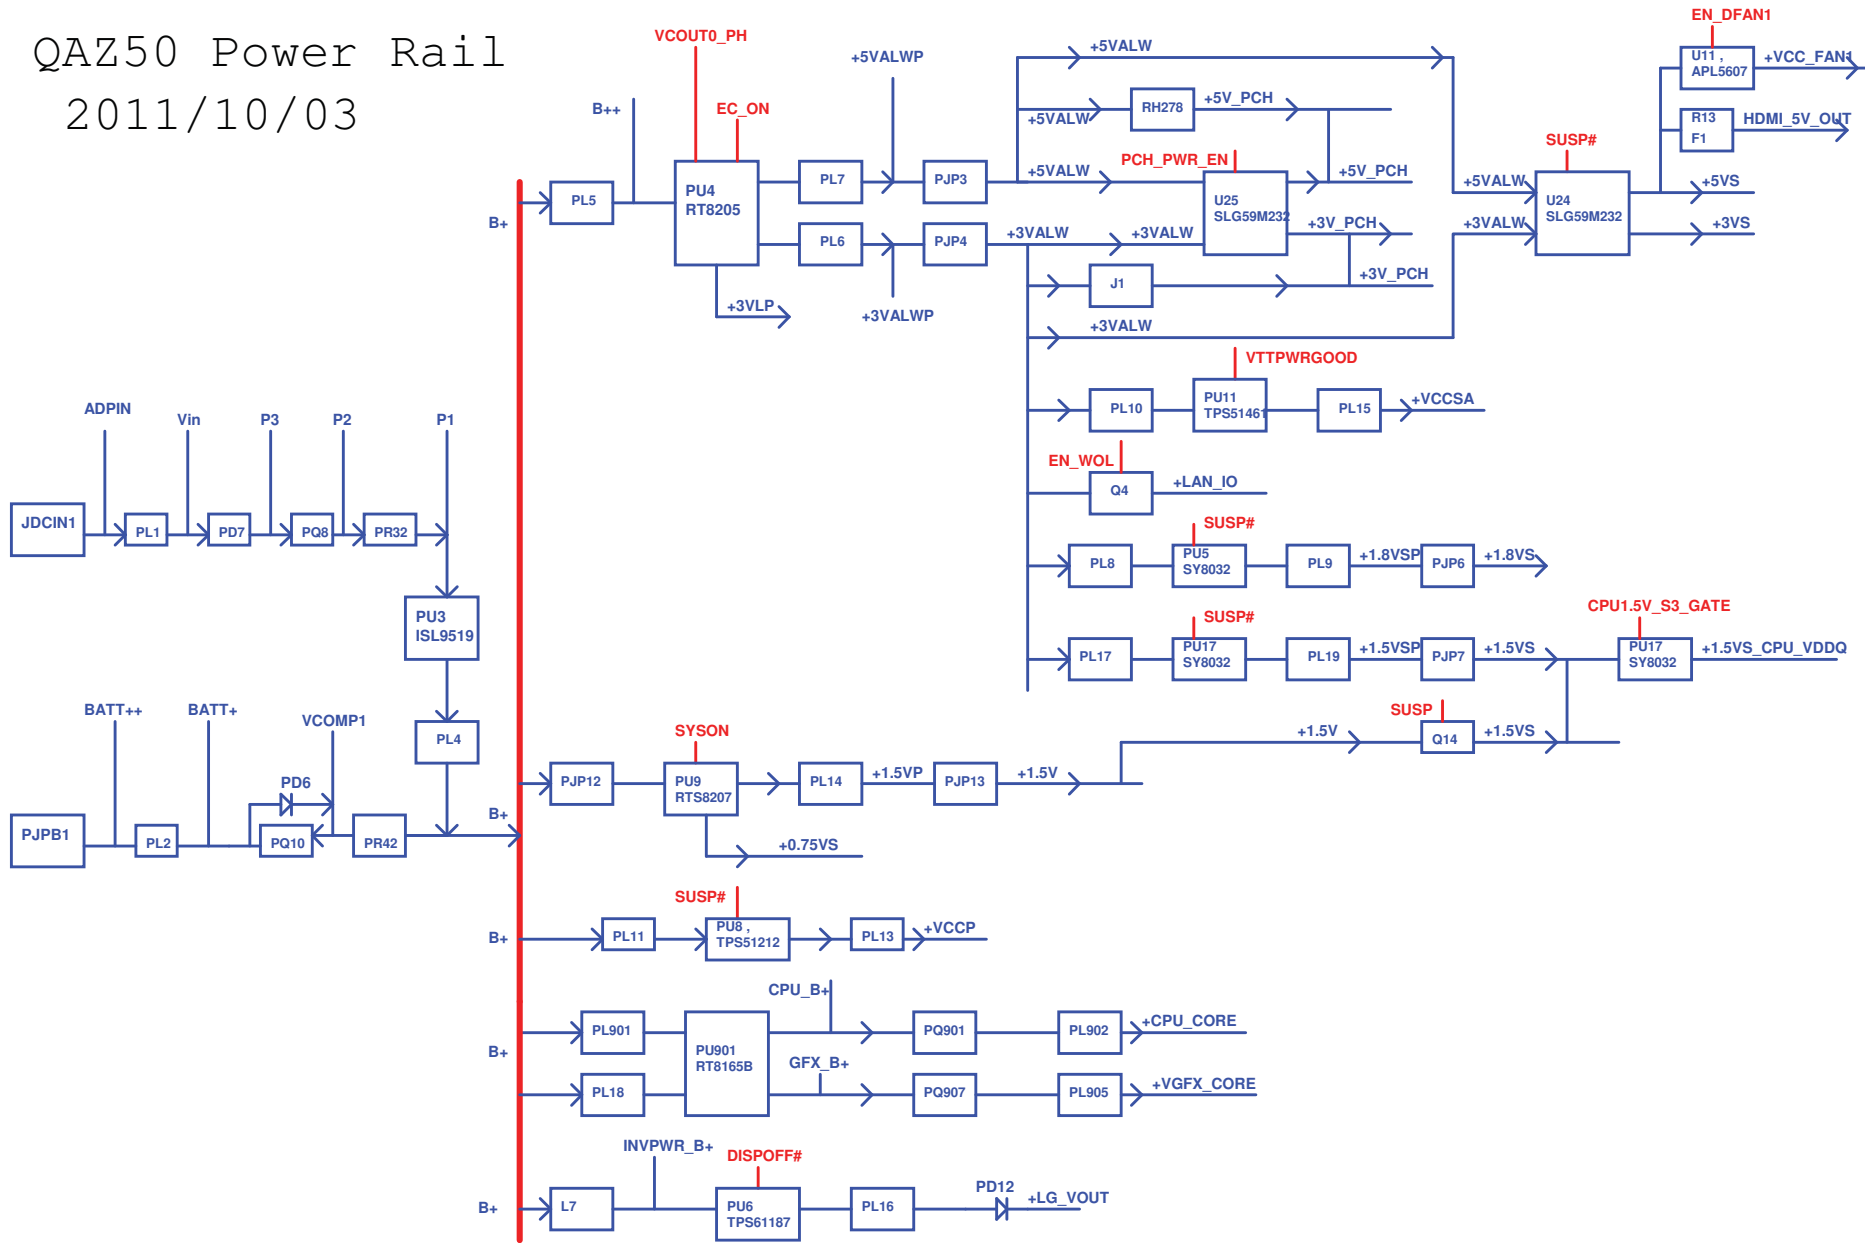 QAZ50 Power Rail
2011/10/03
VCOUT0_PH
EC_ON
B++
+5VALWP
B+
PL5
PU4
RT8205
PL7
PJP3
PL6
PJP4
+3VLP
+3VALWP
+5VALW
+5VALW
RH278
+5V_PCH
+5VALW
PCH_PWR_EN
U25
SLG59M232
+5V_PCH
+3VALW
+3VALW
+3V_PCH
J1
+3V_PCH
+3VALW
EN_DFAN1
U11 ,
APL5607
+VCC_FAN1
R13
F1
HDMI_5V_OUT
SUSP#
+5VALW
U24
SLG59M232
+5VS
+3VALW
+3VS
VTTPWRGOOD
PL10
PU11
TPS51461
PL15
+VCCSA
EN_WOL
Q4
+LAN_IO
SUSP#
PL8
PU5
SY8032
PL9
+1.8VSP
PJP6
+1.8VS
SUSP#
PL17
PU17
SY8032
PL19
+1.5VSP
PJP7
+1.5VS
CPU1.5V_S3_GATE
PU17
SY8032
+1.5VS_CPU_VDDQ
SUSP
+1.5V
Q14
+1.5VS
ADPIN
Vin
P3
P2
P1
JDCIN1
PL1
PD7
PQ8
PR32
PU3
ISL9519
PL4
BATT++
BATT+
VCOMP1
PD6
PJPB1
PL2
PQ10
PR42
B+
SYSON
PJP12
PU9
RTS8207
PL14
+1.5VP
PJP13
+1.5V
+0.75VS
SUSP#
B+
PL11
PU8 ,
TPS51212
PL13
+VCCP
CPU_B+
B+
PL901
PU901
RT8165B
PQ901
PL902
+CPU_CORE
GFX_B+
PL18
PQ907
PL905
+VGFX_CORE
INVPWR_B+
DISPOFF#
B+
L7
PU6
TPS61187
PL16
PD12
+LG_VOUT